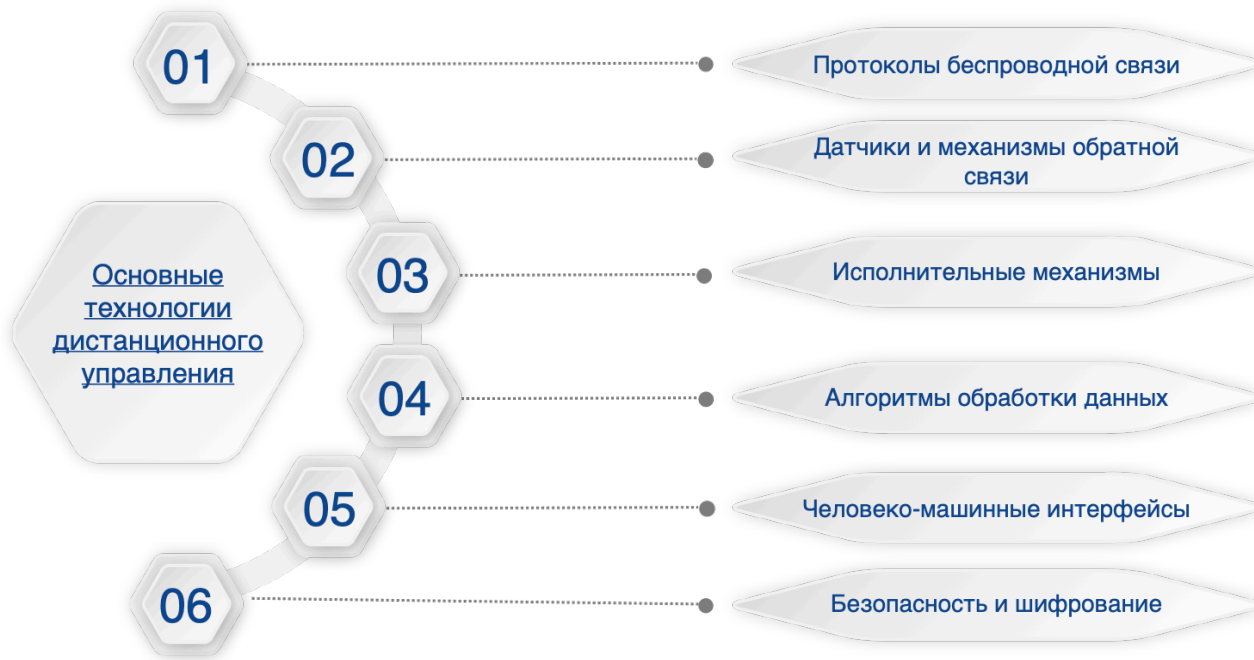 01
Протоколы беспроводной связи
02
Датчики и механизмы обратной
связи
Основные
технологии
дистанционного
управления
03
Исполнительные механизмы
04
Алгоритмы обработки данных
05
Человеко-машинные интерфейсы
06
Безопасность и шифрование